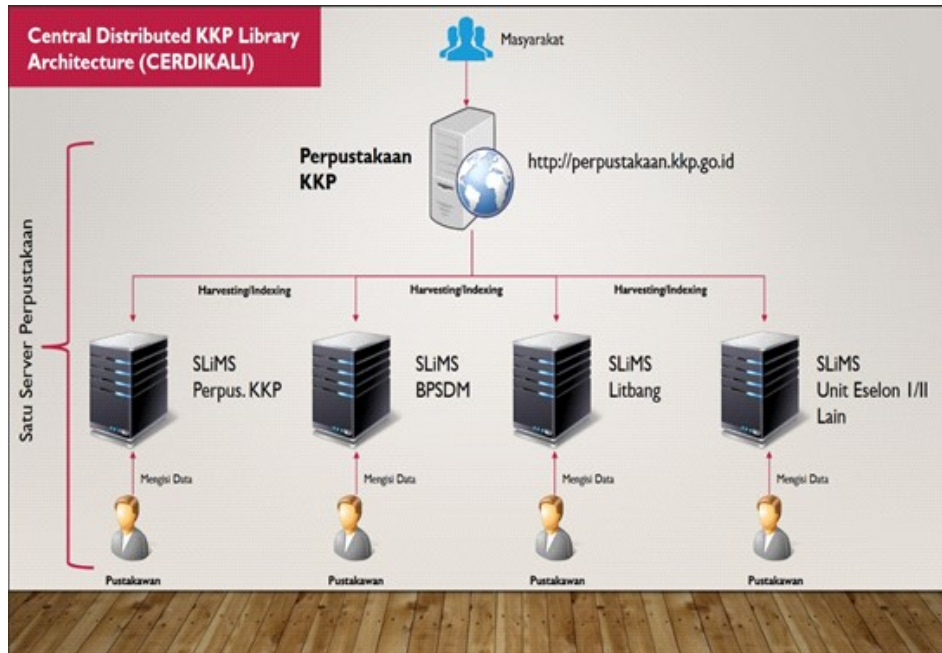 Central Distributed KKP Library
Architecture (CERDIKALI)
Masyarakat
Perpustakaan
KKP
http://perpustakaan.kkp.go.id
Harvesting/Indexing
Harvesting/Indexing
Harvesting/Indexing
Satu Server Perpustakaan
SLiMS
Perpus. KKP
SLiMS
BPSDM
SLiMS
Litbang
SLiMS
Unit Eselon I/II
Lain
Mengisi Data
Mengisi Data
Mengisi Data
Mengisi Data
Pustakawan
Pustakawan
Pustakawan
Pustakawan